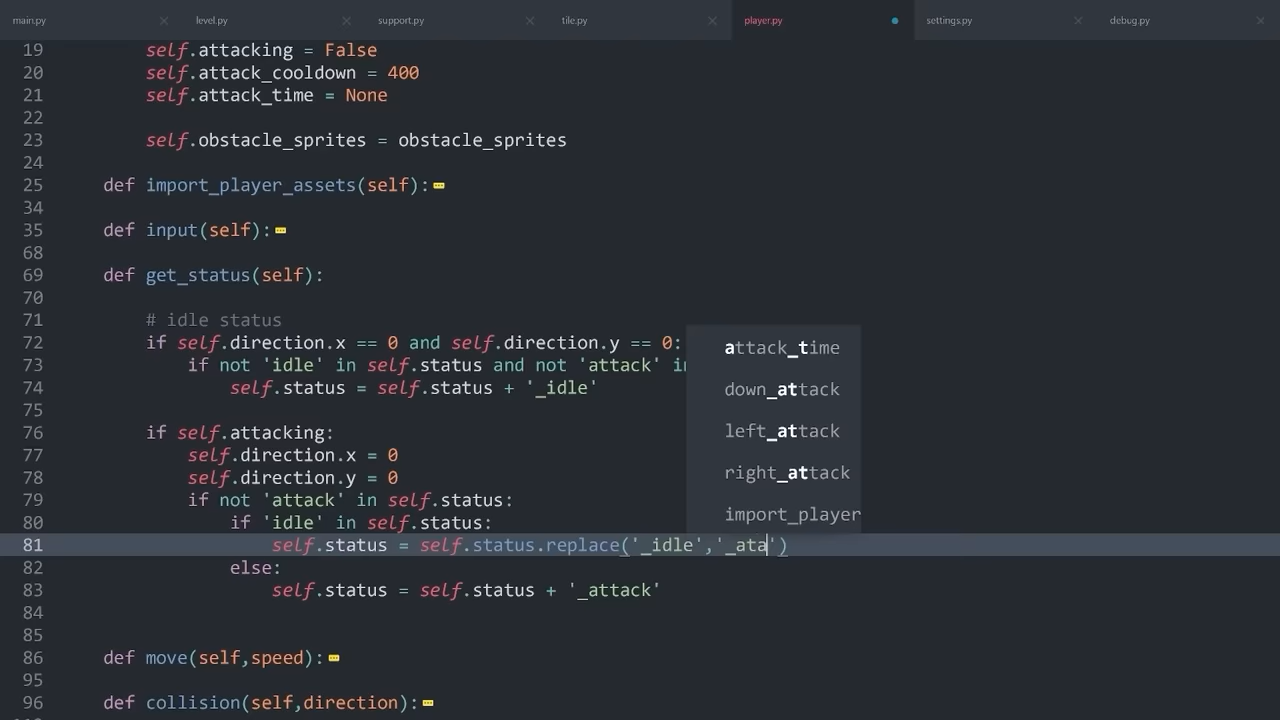 main.py level.py support.py tile.py player.py settings.py debug.py
19 self.attacking = False
20 self.attack_cooldown = 400
21 self.attack_time = None
22
23 self.obstacle_sprites = obstacle_sprites
24
25 def import_player_assets(self):
34
35 def input(self):
68
69 def get_status(self):
70
71 # idle status
72 if self.direction.x == 0 and self.direction.y == 0:
attack_time
73 if not 'idle' in self.status and not 'attack' in
74 self.status = self.status + '_idle'
down_attack
75
76 if self.attacking:
left_attack
77 self.direction.x = 0
78 self.direction.y = 0
right_attack
79 if not 'attack' in self.status:
import_player
80 if 'idle' in self.status:
81 self.status = self.status.replace('_idle','_ata')
82 else:
83 self.status = self.status + '_attack'
84
85
86 def move(self,speed):
95
96 def collision(self,direction):